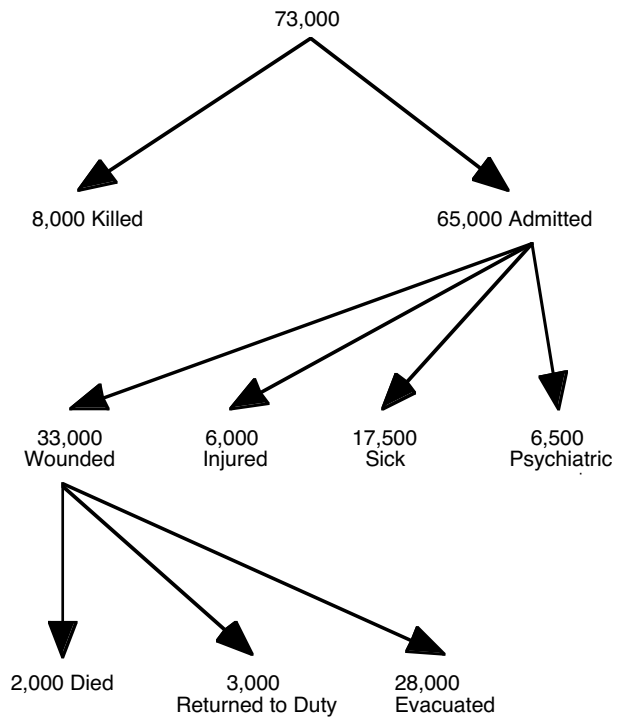 73,000
8,000 Killed
65,000 Admitted
33,000
Wounded
6,000
Injured
17,500
Sick
6,500
Psychiatric
2,000 Died
3,000
Returned to Duty
28,000
Evacuated